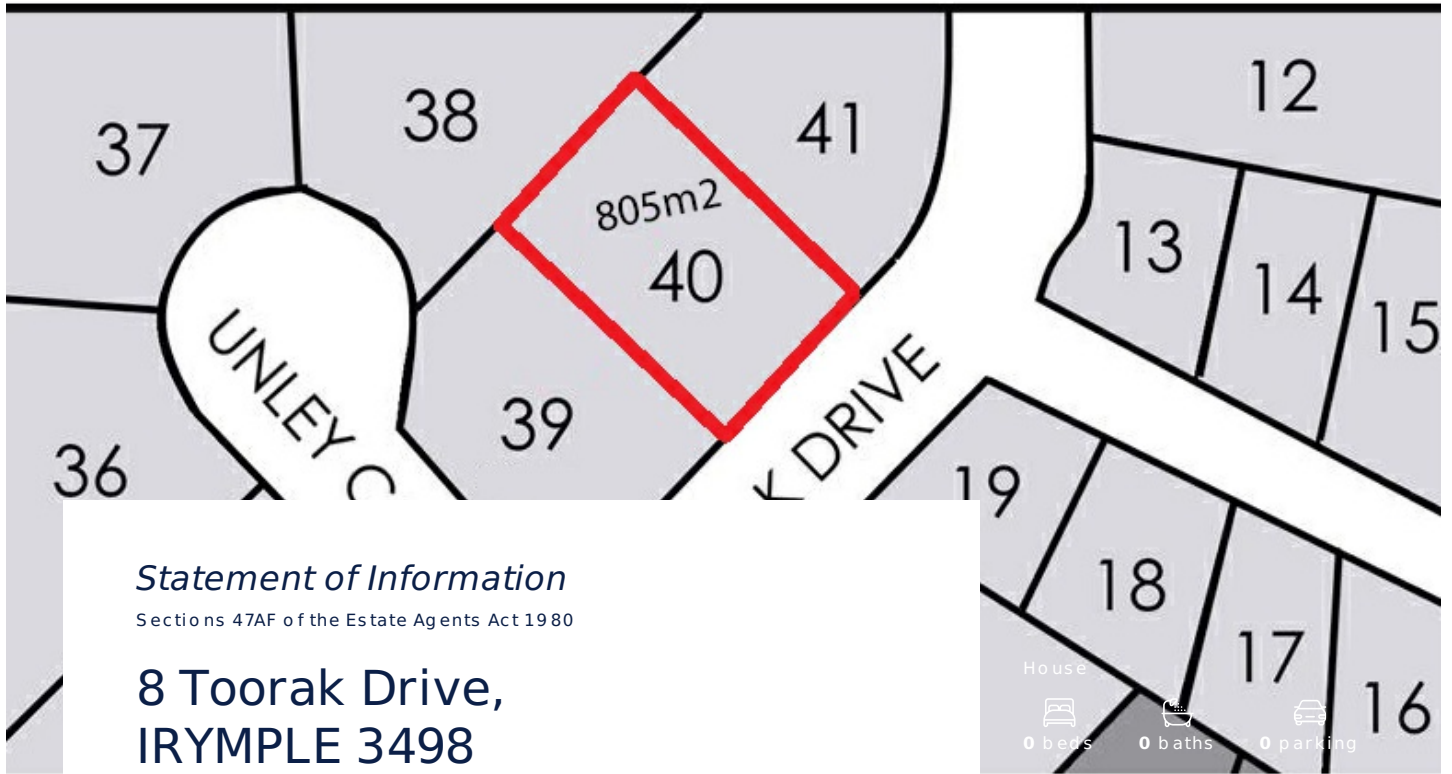 12
38
41
37
805m2
13
40
14
15
UNLEY C
K DRIVE
39
36
19
18
17
16
Statement of Information
Sections 47AF of the Estate Agents Act 1980
8 Toorak Drive,
IRYMPLE 3498
House
0 beds 0 baths 0 parking